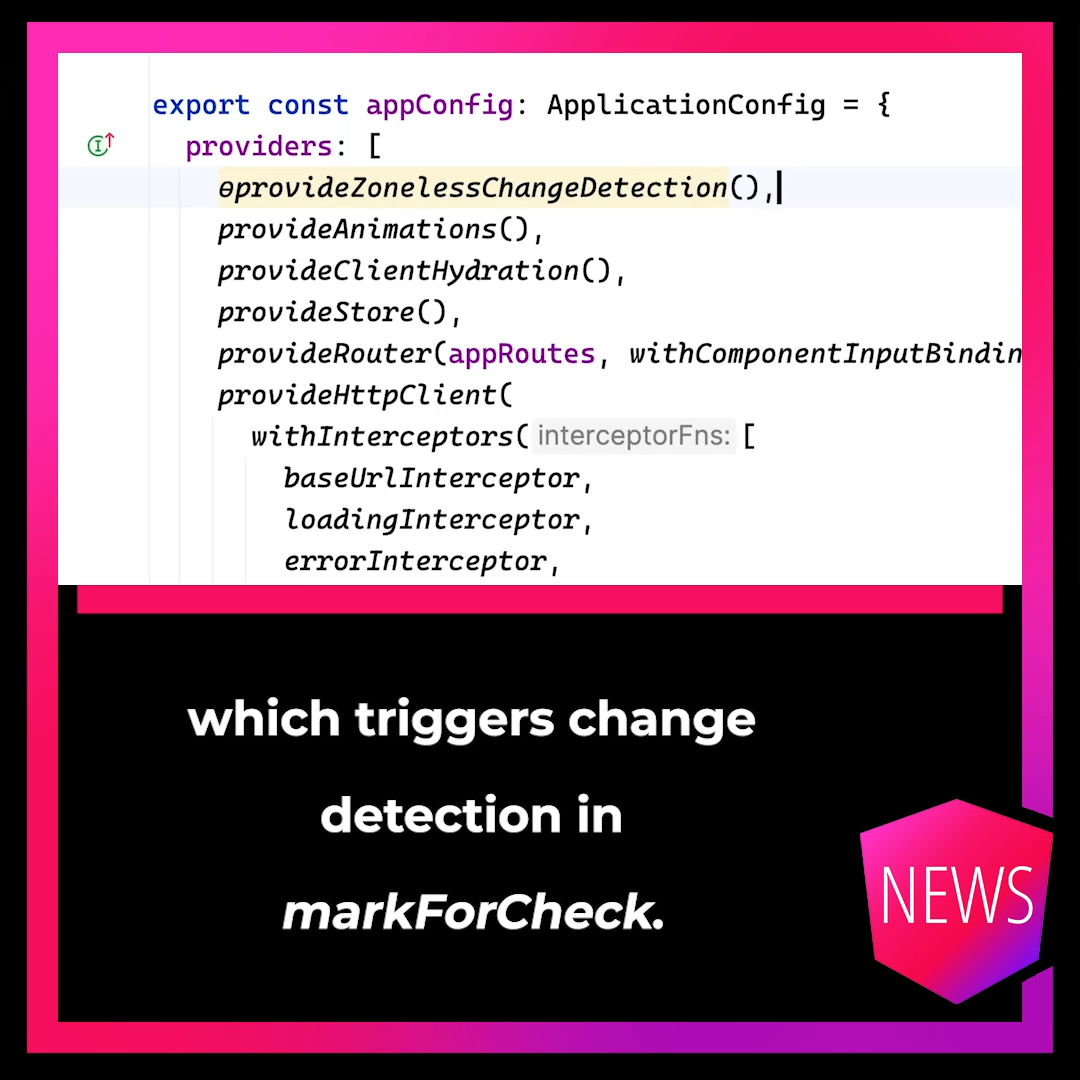 export const appConfig: ApplicationConfig = {
providers: [
ɵprovideZonelessChangeDetection(),
provideAnimations(),
provideClientHydration(),
provideStore(),
provideRouter(appRoutes, withComponentInputBindin
provideHttpClient(
withInterceptors( interceptorFns: [
baseUrlInterceptor,
loadingInterceptor,
errorInterceptor,
which triggers change
detection in
markForCheck.
NEWS